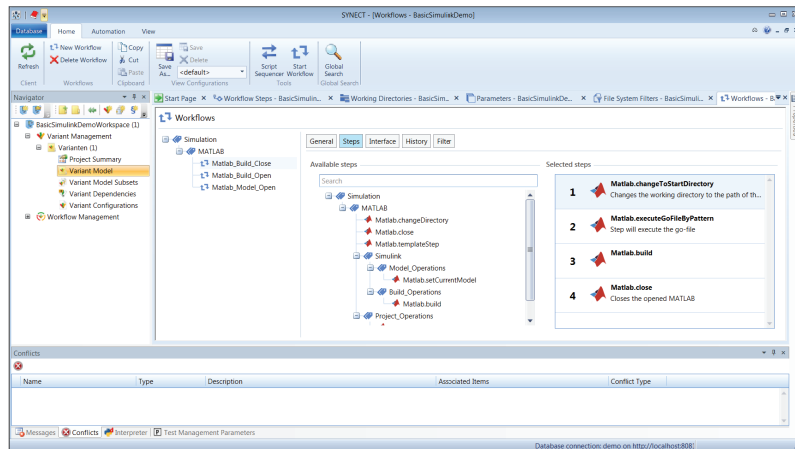 SYNECT - [Workflows - BasicSimulinkDemo]
Database Home Automation View
Refresh
New Workflow
Delete Workflow
Copy
Cut
Paste
Save As...
Save
Delete
<default>
Script Sequencer
Start Workflow
Global Search
Client Workflows Clipboard View Configurations Tools Global Search
Navigator
Start Page Workflow Steps - BasicSimulin... Working Directories - BasicSim... Parameters - BasicSimulinkDe... File System Filters - BasicSimuli... Workflows - B
BasicSimulinkDemoWorkspace (1)
Variant Management
Varianten (1)
Project Summary
Variant Model
Variant Model Subsets
Variant Dependencies
Variant Configurations
Workflow Management
Workflows
Simulation
MATLAB
Matlab_Build_Close
Matlab_Build_Open
Matlab_Model_Open
General Steps Interface History Filter
Available steps
Search
Simulation
MATLAB
Matlab.changeDirectory
Matlab.close
Matlab.templateStep
Simulink
Model_Operations
Matlab.setCurrentModel
Build_Operations
Matlab.build
Project_Operations
Selected steps
1 Matlab.changeToStartDirectory
Changes the working directory to the path of th...
2 Matlab.executeGoFileByPattern
Step will execute the go-file
3 Matlab.build
4 Matlab.close
Closes the opened MATLAB
Conflicts
Name Type Description Associated Items Conflict Type
Messages Conflicts Interpreter Test Management Parameters
Database connection: demo on http://localhost:808